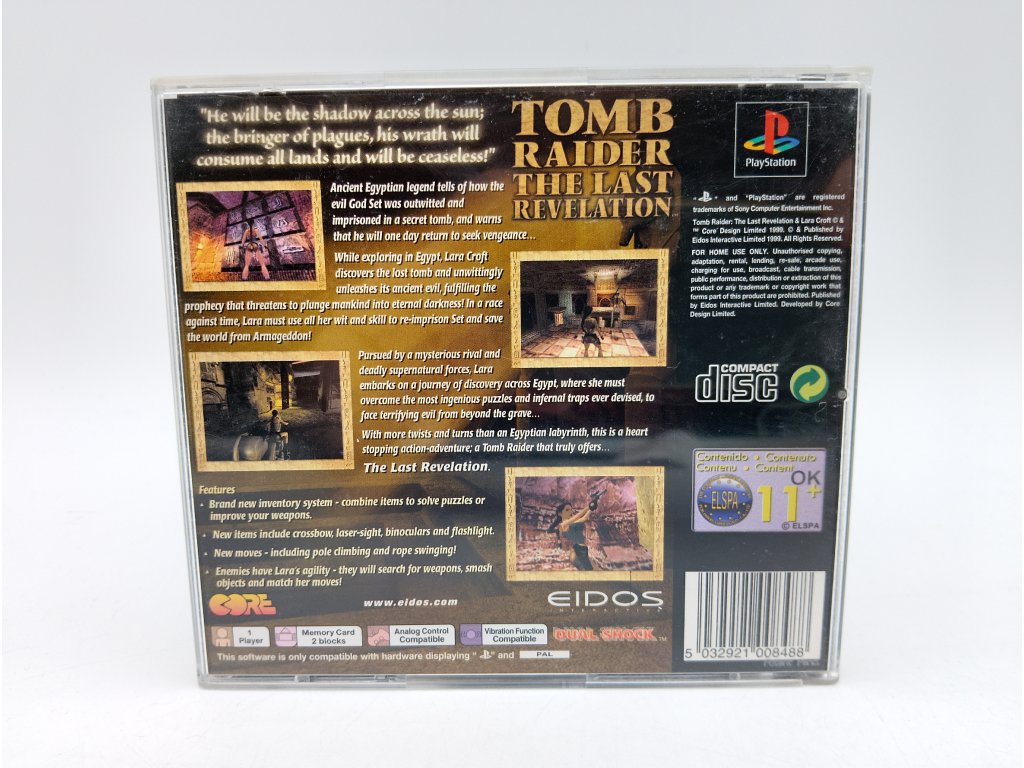 "He will be the shadow across the sun;
the bringer of plagues, his wrath will
consume all lands and will be ceaseless!"
TOMB
RAIDER
THE LAST
REVELATION
Ancient Egyptian legend tells of how the
evil God Set was outwitted and
imprisoned in a secret tomb, and warns
that he will one day return to seek vengeance...
While exploring in Egypt, Lara Croft
discovers the lost tomb and unwittingly
unleashes its ancient evil, fulfilling the
prophecy that threatens to plunge mankind into eternal darkness! In a race
against time, Lara must use all her wit and skill to re-imprison Set and save
the world from Armageddon!
Pursued by a mysterious rival and
deadly supernatural forces, Lara
embarks on a journey of discovery across Egypt, where she must
overcome the most ingenious puzzles and infernal traps ever devised, to
face terrifying evil from beyond the grave...
With more twists and turns than an Egyptian labyrinth, this is a heart
stopping action-adventure; a Tomb Raider that truly offers...
The Last Revelation.
Features
• Brand new inventory system - combine items to solve puzzles or
improve your weapons.
• New items include crossbow, laser-sight, binoculars and flashlight.
• New moves - including pole climbing and rope swinging!
• Enemies have Lara's agility - they will search for weapons, smash
objects and match her moves!
CORE
www.eidos.com
EIDOS
INTERACTIVE
1
Player
Memory Card
2 blocks
Analog Control
Compatible
Vibration Function
Compatible
DUAL SHOCK™
This software is only compatible with hardware displaying " " and PAL
PlayStation
" " and "PlayStation" are registered
trademarks of Sony Computer Entertainment Inc.
Tomb Raider: The Last Revelation & Lara Croft © &
™ Core Design Limited 1999. © & Published by
Eidos Interactive Limited 1999. All Rights Reserved.
FOR HOME USE ONLY. Unauthorised copying,
adaptation, rental, lending, re-sale, arcade use,
charging for use, broadcast, cable transmission,
public performance, distribution or extraction of this
product or any trademark or copyright work that
forms part of this product are prohibited. Published
by Eidos Interactive Limited. Developed by Core
Design Limited.
COMPACT
disc
Contenido • Contenuto
Contenu • Content
OK
ELSPA
11+
© ELSPA
5 032921 008488